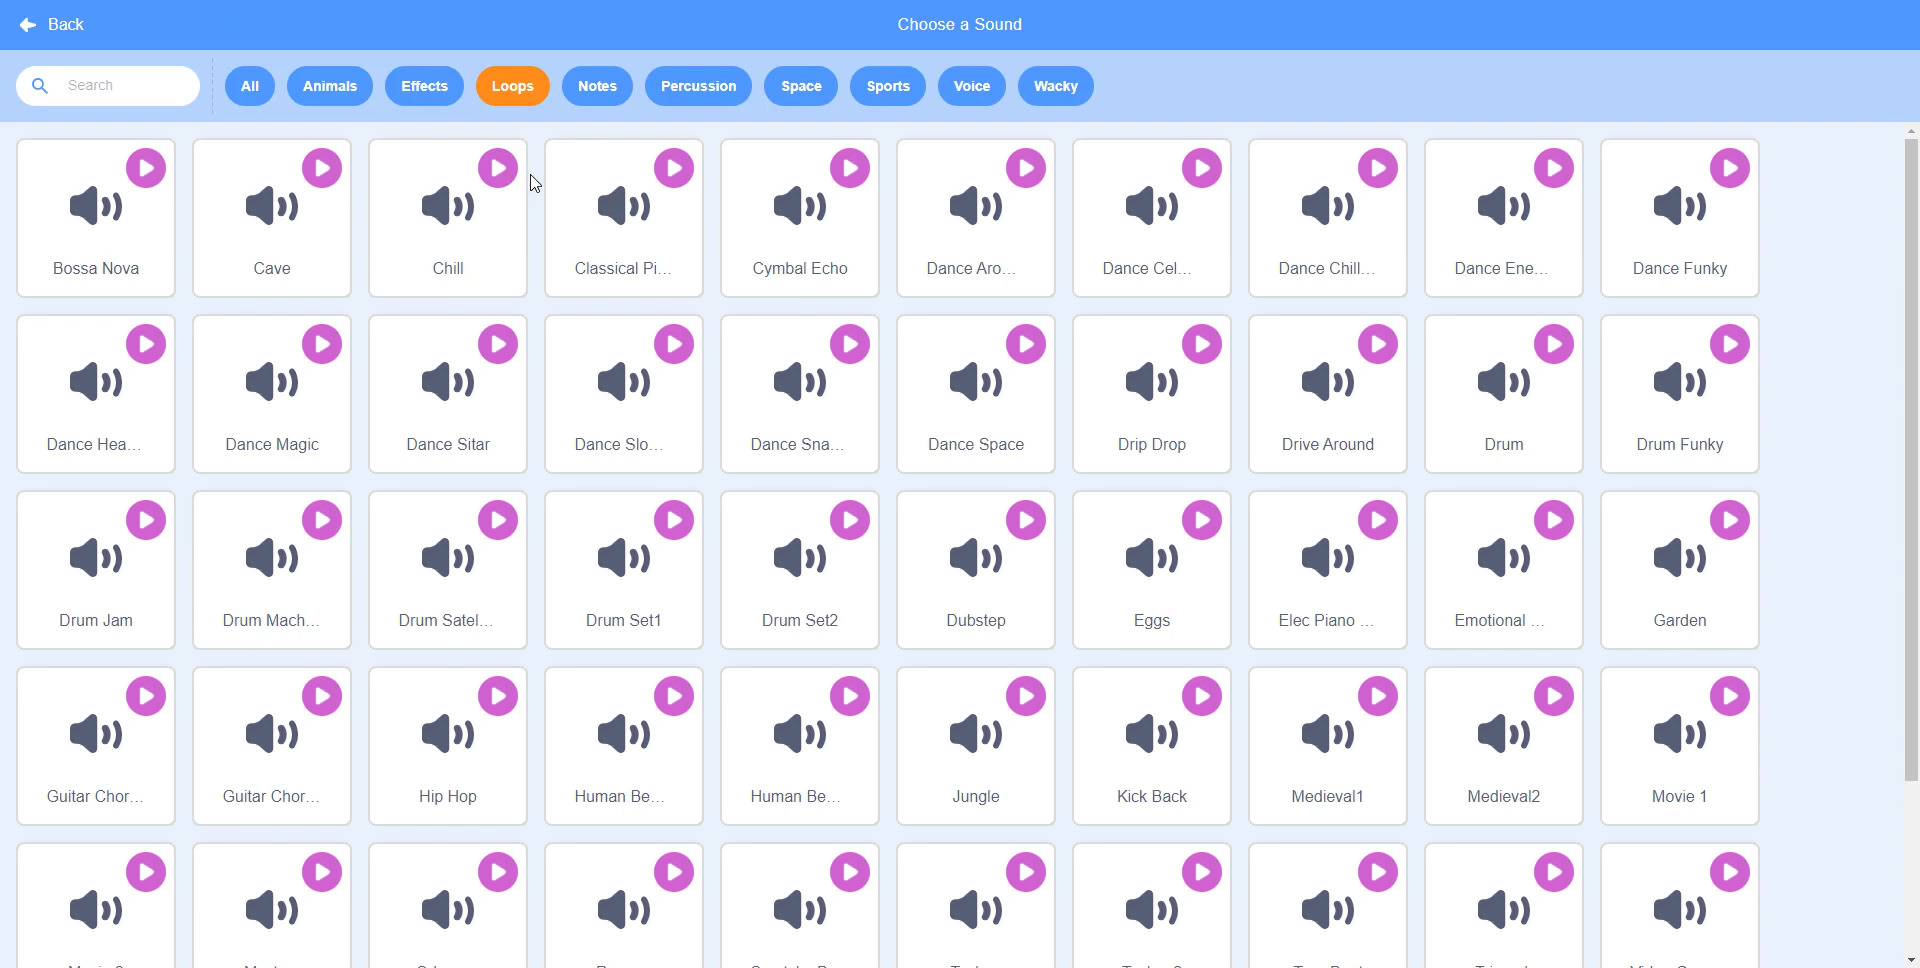 Back
Choose a Sound
Search
All Animals Effects Loops Notes Percussion Space Sports Voice Wacky
Bossa Nova Cave Chill Classical Pi... Cymbal Echo Dance Aro... Dance Cel... Dance Chill... Dance Ene... Dance Funky
Dance Hea... Dance Magic Dance Sitar Dance Slo... Dance Sna... Dance Space Drip Drop Drive Around Drum Drum Funky
Drum Jam Drum Mach... Drum Satel... Drum Set1 Drum Set2 Dubstep Eggs Elec Piano ... Emotional ... Garden
Guitar Chor... Guitar Chor... Hip Hop Human Be... Human Be... Jungle Kick Back Medieval1 Medieval2 Movie 1